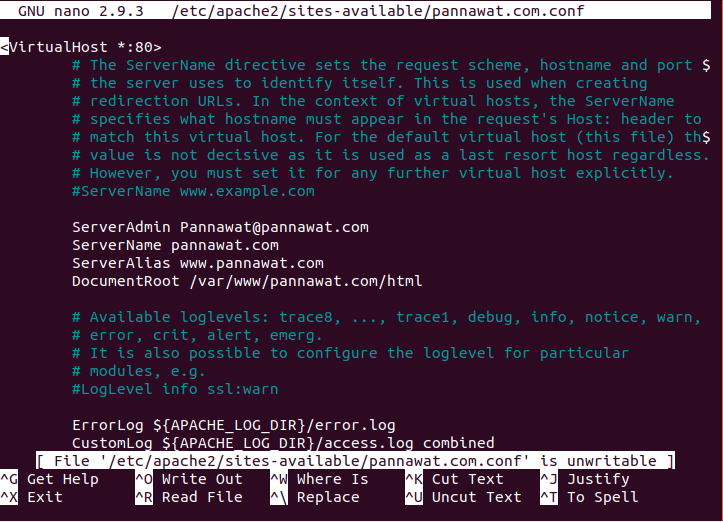 GNU nano 2.9.3   /etc/apache2/sites-available/pannawat.com.conf
<VirtualHost *:80>
        # The ServerName directive sets the request scheme, hostname and port $
        # the server uses to identify itself. This is used when creating
        # redirection URLs. In the context of virtual hosts, the ServerName
        # specifies what hostname must appear in the request's Host: header to
        # match this virtual host. For the default virtual host (this file) th$
        # value is not decisive as it is used as a last resort host regardless.
        # However, you must set it for any further virtual host explicitly.
        #ServerName www.example.com
        ServerAdmin Pannawat@pannawat.com
        ServerName pannawat.com
        ServerAlias www.pannawat.com
        DocumentRoot /var/www/pannawat.com/html
        # Available loglevels: trace8, ..., trace1, debug, info, notice, warn,
        # error, crit, alert, emerg.
        # It is also possible to configure the loglevel for particular
        # modules, e.g.
        #LogLevel info ssl:warn
        ErrorLog ${APACHE_LOG_DIR}/error.log
        CustomLog ${APACHE_LOG_DIR}/access.log combined
[ File '/etc/apache2/sites-available/pannawat.com.conf' is unwritable ]
^G Get Help    ^O Write Out   ^W Where Is    ^K Cut Text    ^J Justify
^X Exit        ^R Read File   ^\ Replace     ^U Uncut Text  ^T To Spell